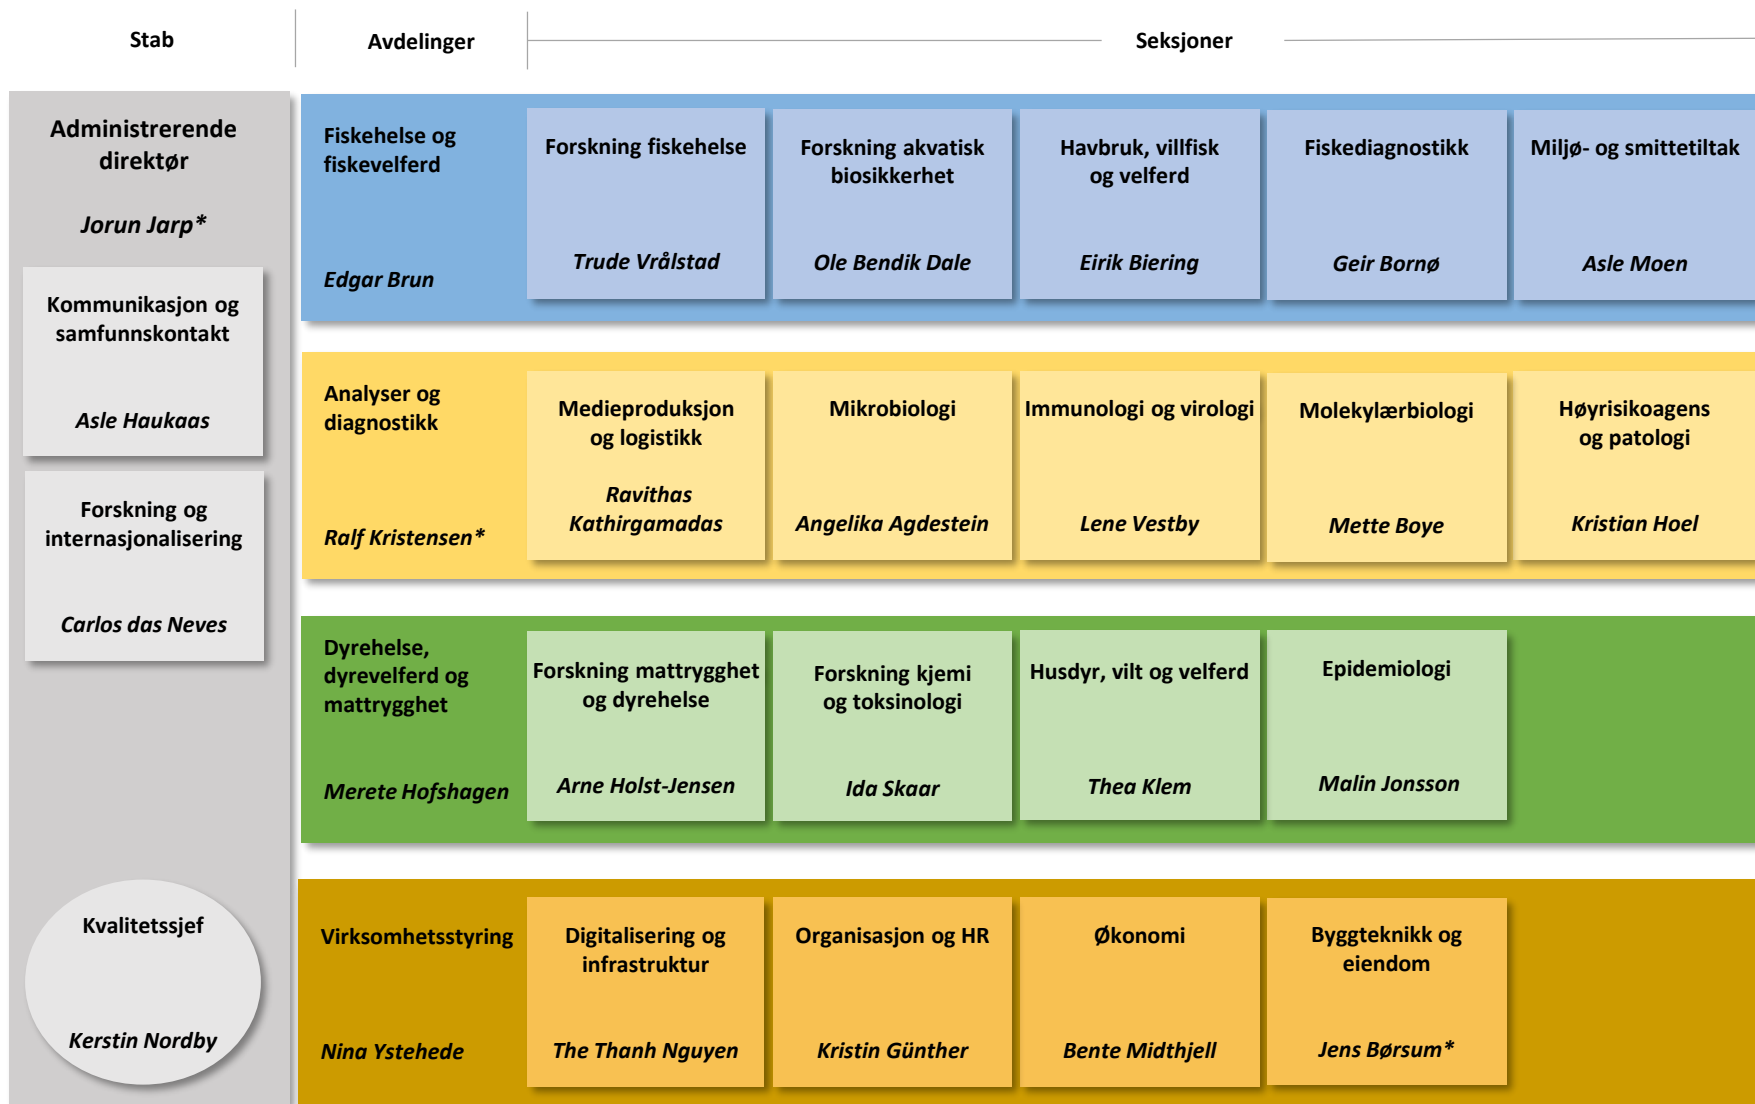 Stab
Avdelinger
Seksjoner
Administrerende
direktør
Jorun Jarp*
Kommunikasjon og
samfunnskontakt
Asle Haukaas
Forskning og
internasjonalisering
Carlos das Neves
Kvalitetssjef
Kerstin Nordby
Fiskehelse og
fiskevelferd
Edgar Brun
Forskning fiskehelse
Trude Vrålstad
Forskning akvatisk
biosikkerhet
Ole Bendik Dale
Havbruk, villfisk
og velferd
Eirik Biering
Fiskediagnostikk
Geir Bornø
Miljø- og smittetiltak
Asle Moen
Analyser og
diagnostikk
Ralf Kristensen*
Medieproduksjon
og logistikk
Ravithas
Kathirgamadas
Mikrobiologi
Angelika Agdestein
Immunologi og virologi
Lene Vestby
Molekylærbiologi
Mette Boye
Høyrisikoagens
og patologi
Kristian Hoel
Dyrehelse,
dyrevelferd og
mattrygghet
Merete Hofshagen
Forskning mattrygghet
og dyrehelse
Arne Holst-Jensen
Forskning kjemi
og toksinologi
Ida Skaar
Husdyr, vilt og velferd
Thea Klem
Epidemiologi
Malin Jonsson
Virksomhetsstyring
Nina Ystehede
Digitalisering og
infrastruktur
The Thanh Nguyen
Organisasjon og HR
Kristin Günther
Økonomi
Bente Midthjell
Byggteknikk og
eiendom
Jens Børsum*